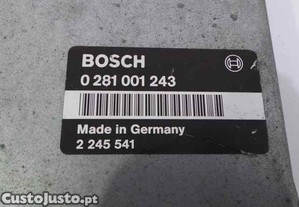 BOSCH
0 281 001 243
Made in Germany
2 245 541
CustoJusto.pt